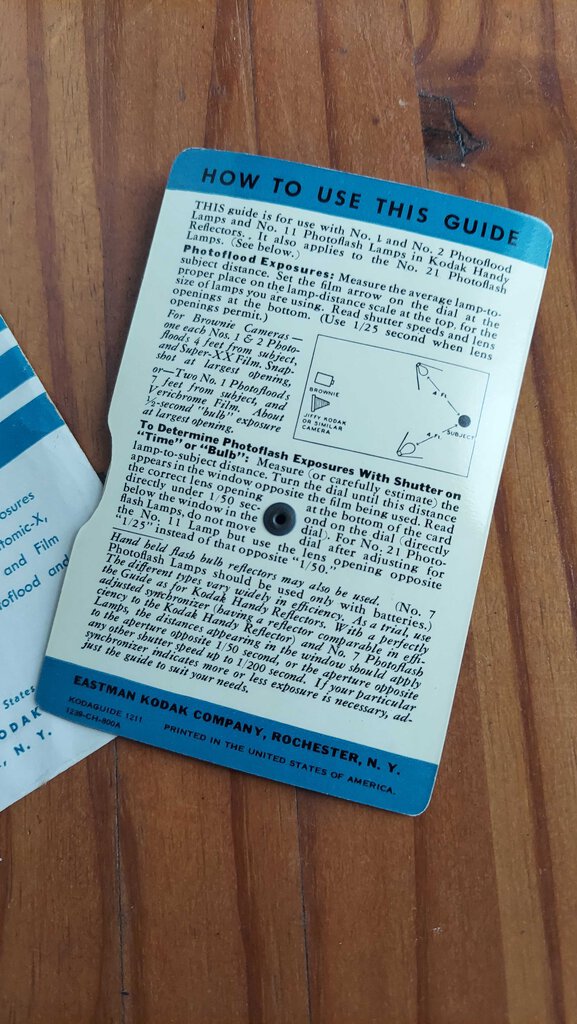 HOW TO USE THIS GUIDE
THIS guide is for use with No. 1 and No. 2 Photoflood
Lamps and No. 11 Photoflash Lamps in Kodak Handy
Reflectors. It also applies to the No. 21 Photoflash
Lamps. (See below.)
Photoflood Exposures: Measure the average lamp-to-
subject distance. Set the film arrow on the dial at the
proper place on the lamp-distance scale at the top, for the
size of lamps you are using. Read shutter speeds and lens
openings at the bottom. (Use 1/25 second when lens
openings permit.)
For Brownie Cameras—
one each Nos. 1 & 2 Photo-
floods 4 feet from subject,
and Super-XX Film. Snap-
shot at largest opening,
or—Two No. 1 Photofloods
7 feet from subject, and
Verichrome Film. About
½-second "bulb" exposure
at largest opening.
BROWNIE
JIFFY KODAK
OR SIMILAR
CAMERA
4 FT.
4 FT.
SUBJECT
To Determine Photoflash Exposures With Shutter on
"Time" or "Bulb": Measure (or carefully estimate) the
lamp-to-subject distance. Turn the dial until this distance
appears in the window opposite the film being used. Read
the correct lens opening at the bottom of the card
directly under 1/50 sec- ond on the dial (directly
below the window in the dial). For No. 21 Photo-
flash Lamps, do not move dial after adjusting for
the No. 11 Lamp but use the lens opening opposite
"1/25" instead of that opposite "1/50."
Hand held flash bulb reflectors may also be used. (No. 7
Photoflash Lamps should be used only with batteries.)
The different types vary widely in efficiency. As a trial, use
the Guide as for Kodak Handy Reflectors. With a perfectly
adjusted synchronizer (having a reflector comparable in effi-
ciency to the Kodak Handy Reflector) and No. 7 Photoflash
Lamps, the distances appearing in the window should apply
to the aperture opposite 1/50 second, or the aperture opposite
any other shutter speed up to 1/200 second. If your particular
synchronizer indicates more or less exposure is necessary, ad-
just the guide to suit your needs.
EASTMAN KODAK COMPANY, ROCHESTER, N. Y.
KODAGUIDE 1211
1239-CH-800A
PRINTED IN THE UNITED STATES OF AMERICA.
osures
tomic-X,
and Film
oflood and
States
ODAK
, N. Y.